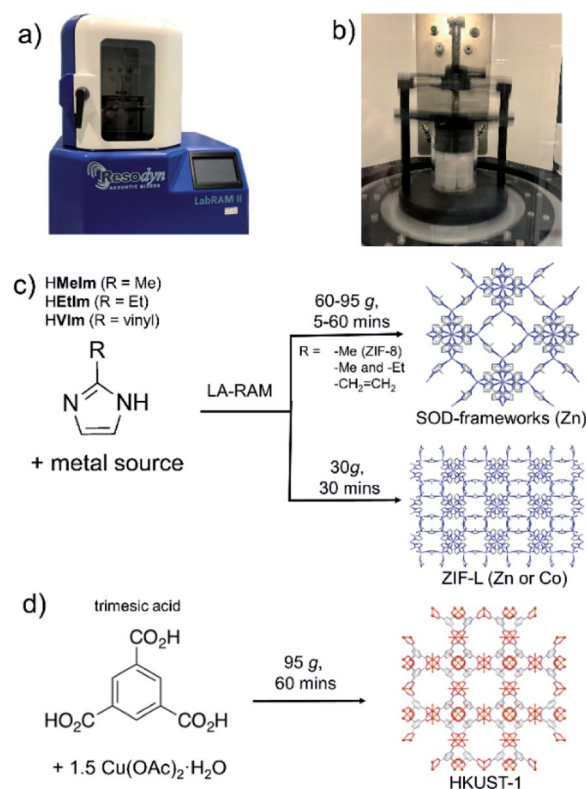 a)
b)
Resodyn
ACOUSTIC MIXERS
LabRAM II
c)
HMeIm (R = Me)
HEtIm (R = Et)
HVIm (R = vinyl)
R
N
NH
+ metal source
LA-RAM
60-95 g,
5-60 mins
R = -Me (ZIF-8)
-Me and -Et
-CH₂=CH₂
SOD-frameworks (Zn)
30g,
30 mins
ZIF-L (Zn or Co)
d)
trimesic acid
CO₂H
HO₂C
CO₂H
+ 1.5 Cu(OAc)₂·H₂O
95 g,
60 mins
HKUST-1